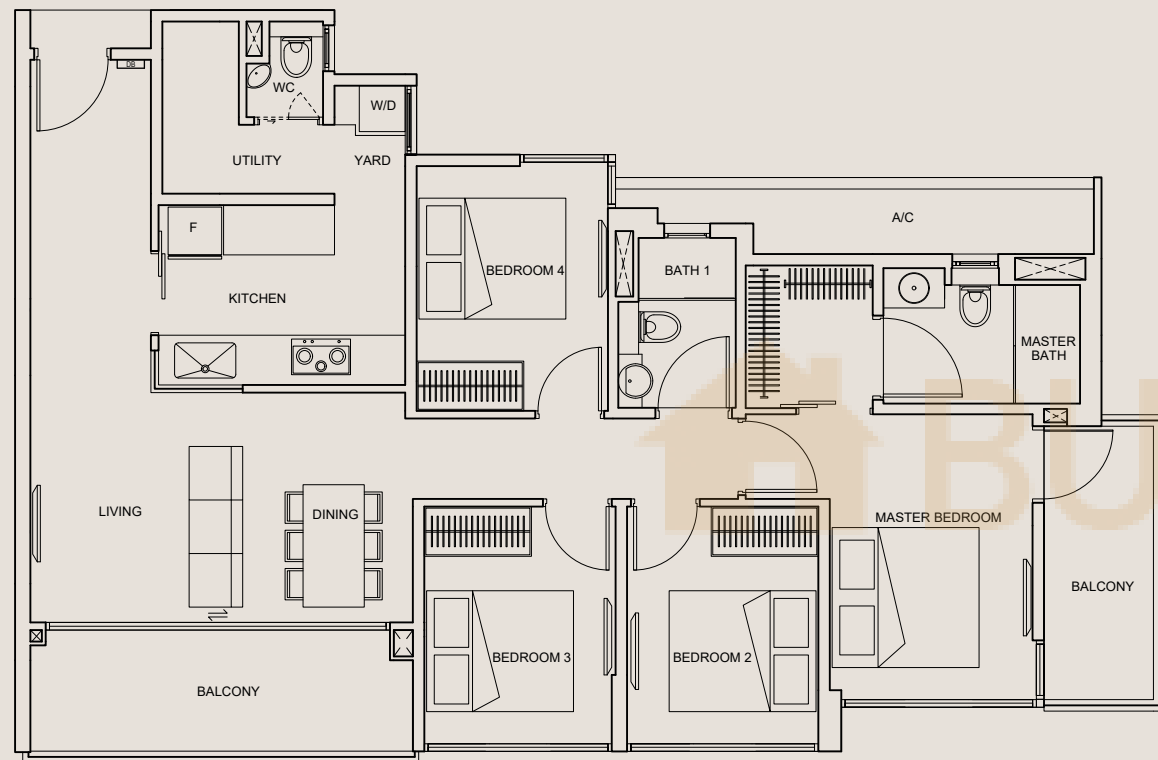 DB
WC
W/D
UTILITY
YARD
A/C
F
BEDROOM 4
BATH 1
KITCHEN
MASTER
BATH
LIVING
DINING
MASTER BEDROOM
BALCONY
BEDROOM 3
BEDROOM 2
BALCONY
BU